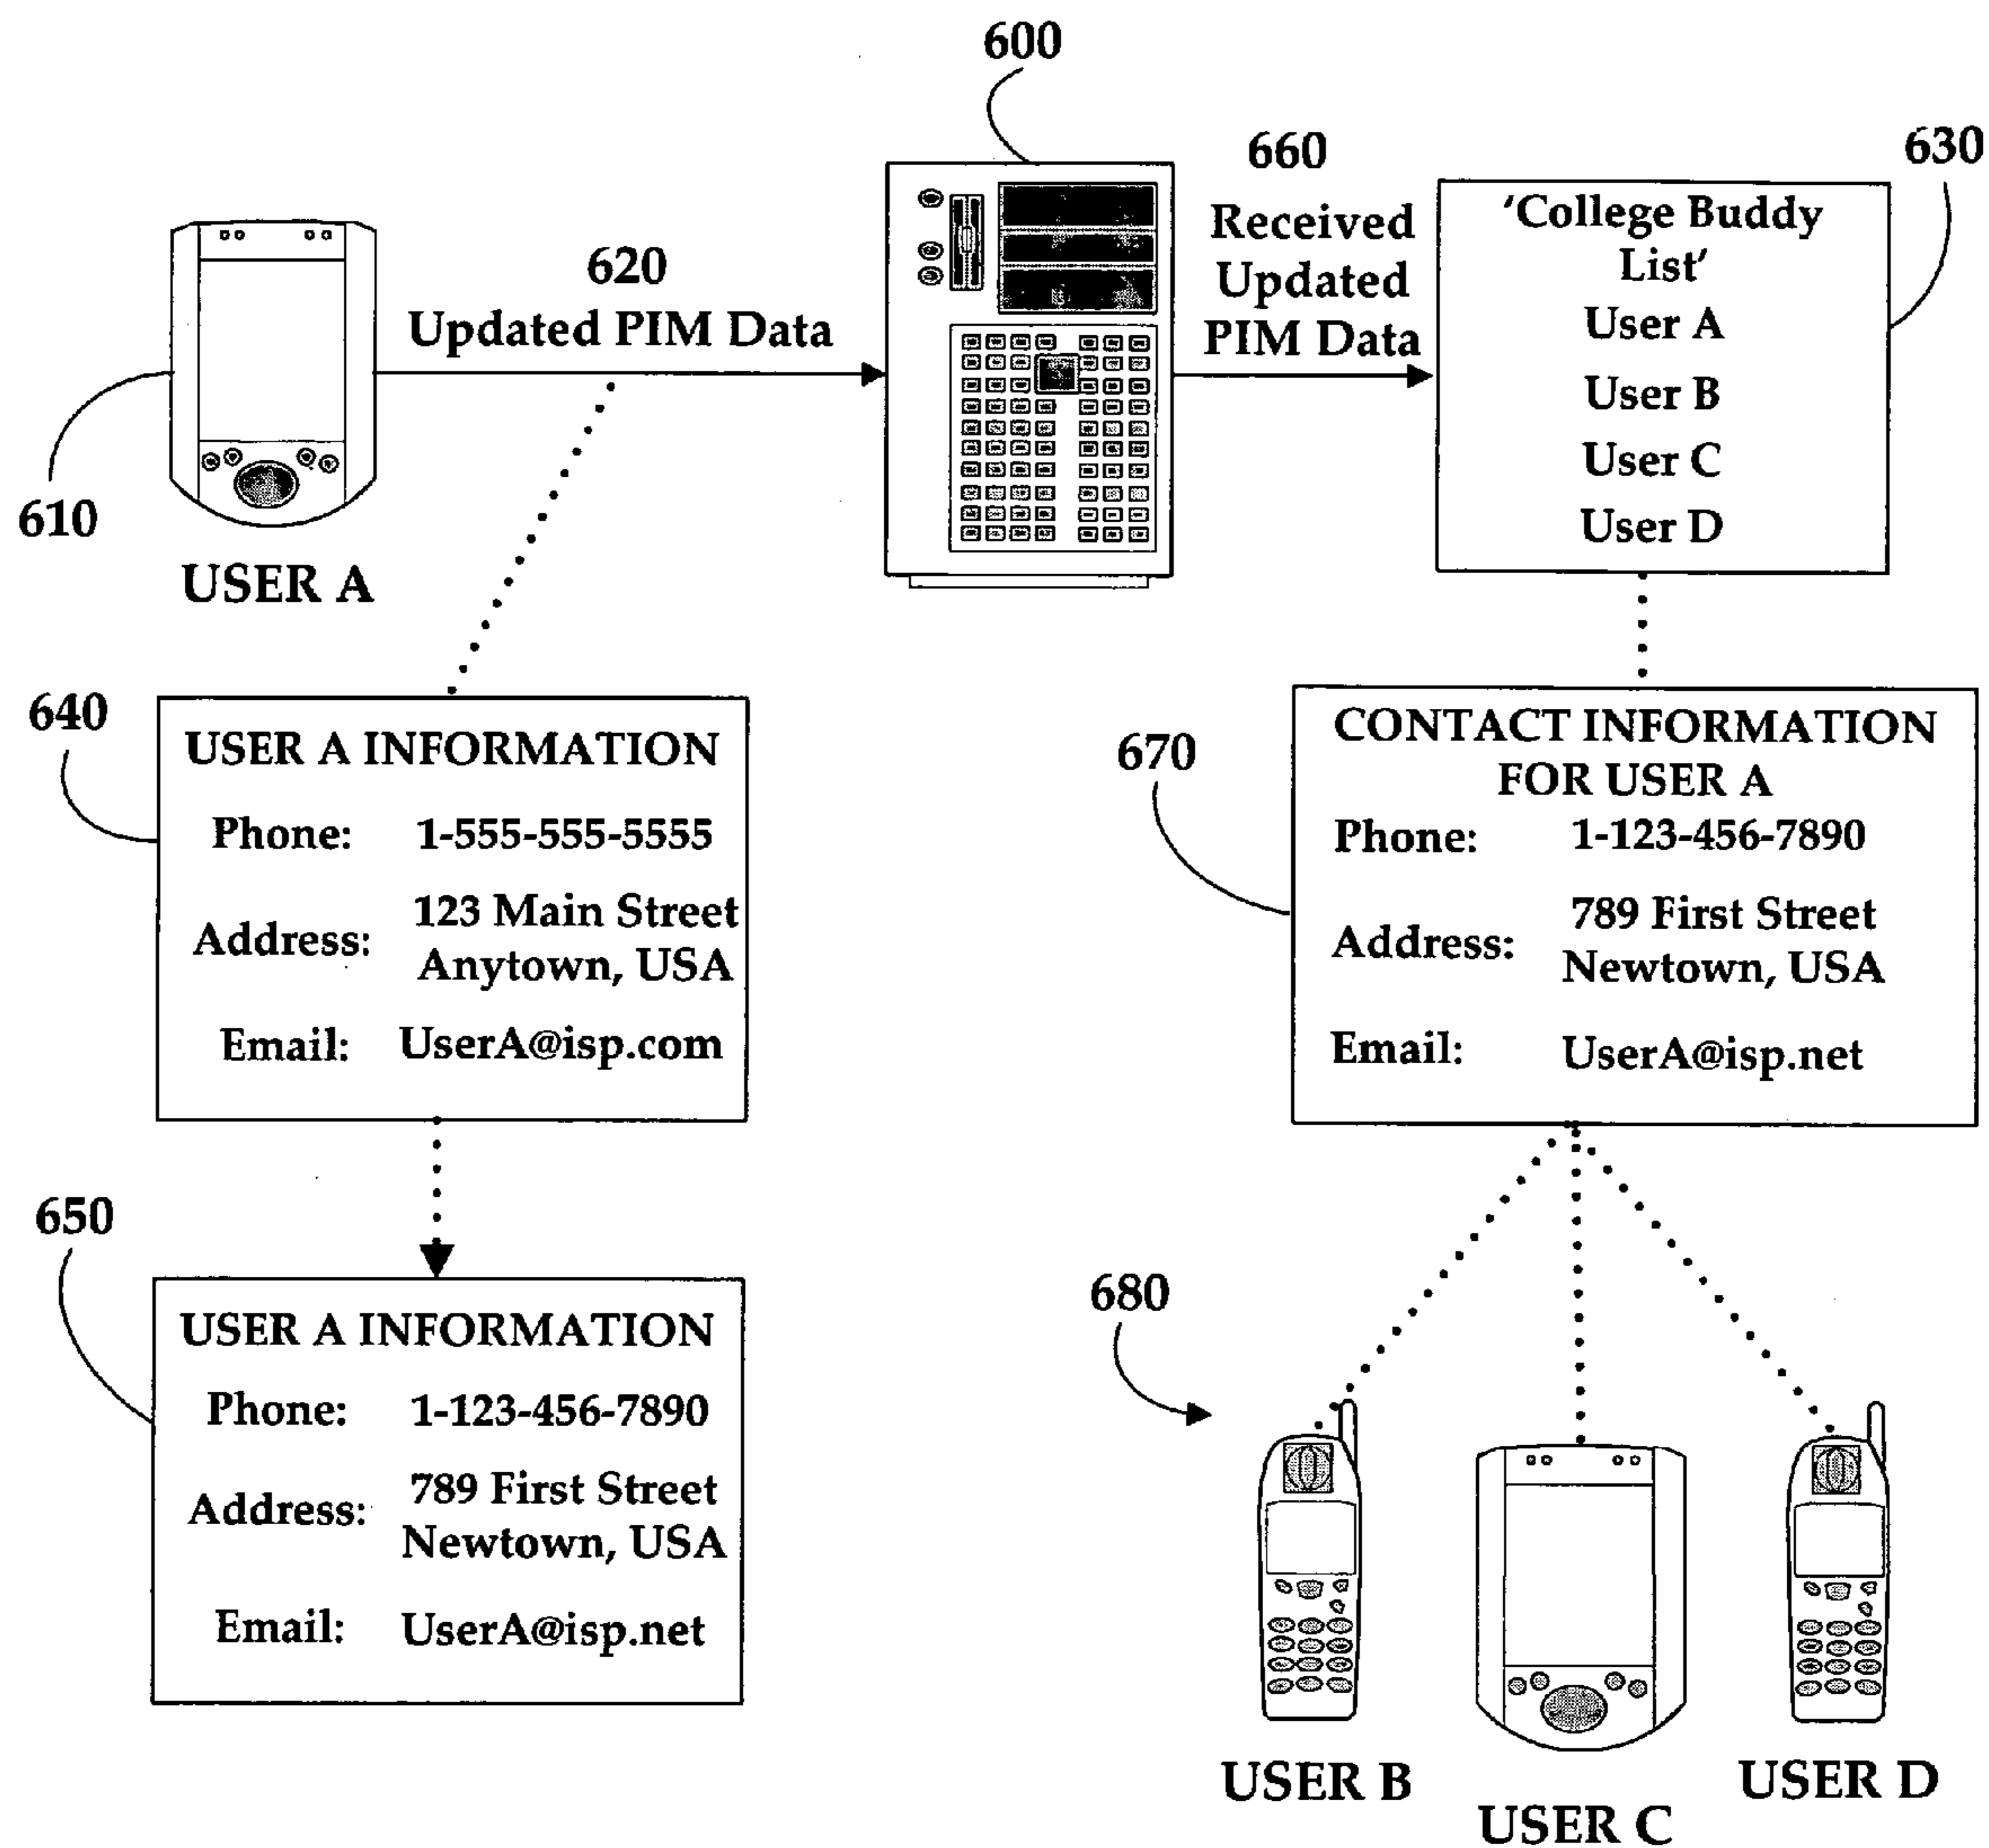 600
660
630
Received
Updated
PIM Data
'College Buddy
List'
User A
User B
User C
User D
620
Updated PIM Data
610
USER A
640
USER A INFORMATION
Phone: 1-555-555-5555
Address: 123 Main Street
Anytown, USA
Email: UserA@isp.com
670
CONTACT INFORMATION
FOR USER A
Phone: 1-123-456-7890
Address: 789 First Street
Newtown, USA
Email: UserA@isp.net
650
USER A INFORMATION
Phone: 1-123-456-7890
Address: 789 First Street
Newtown, USA
Email: UserA@isp.net
680
USER B
USER C
USER D